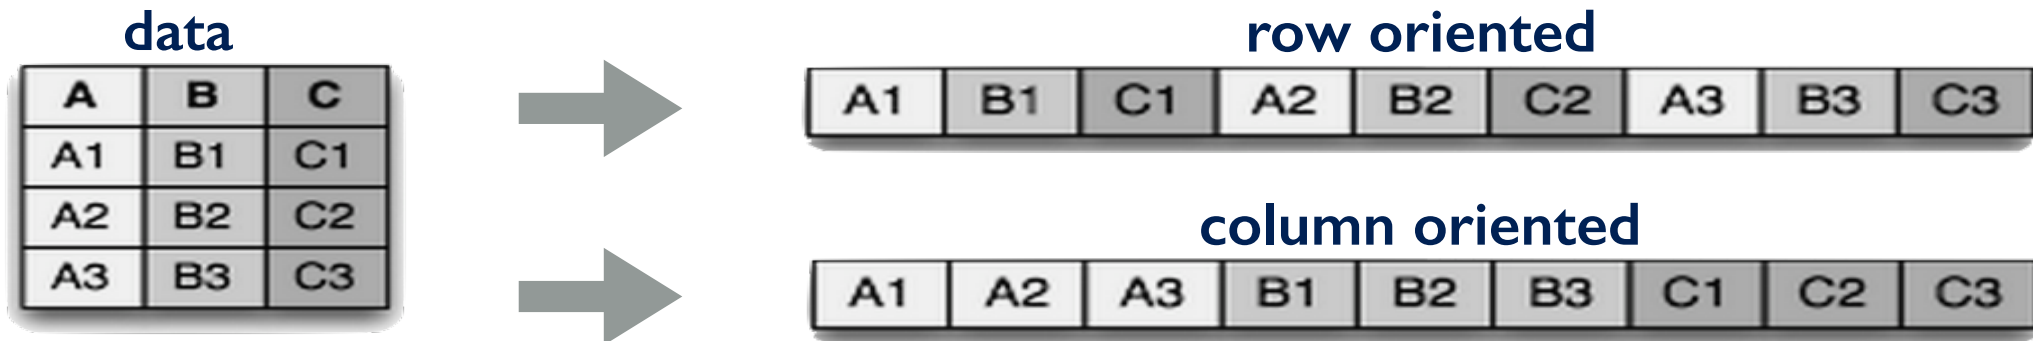 data
A B C
A1 B1 C1
A2 B2 C2
A3 B3 C3
row oriented
A1 B1 C1 A2 B2 C2 A3 B3 C3
column oriented
A1 A2 A3 B1 B2 B3 C1 C2 C3